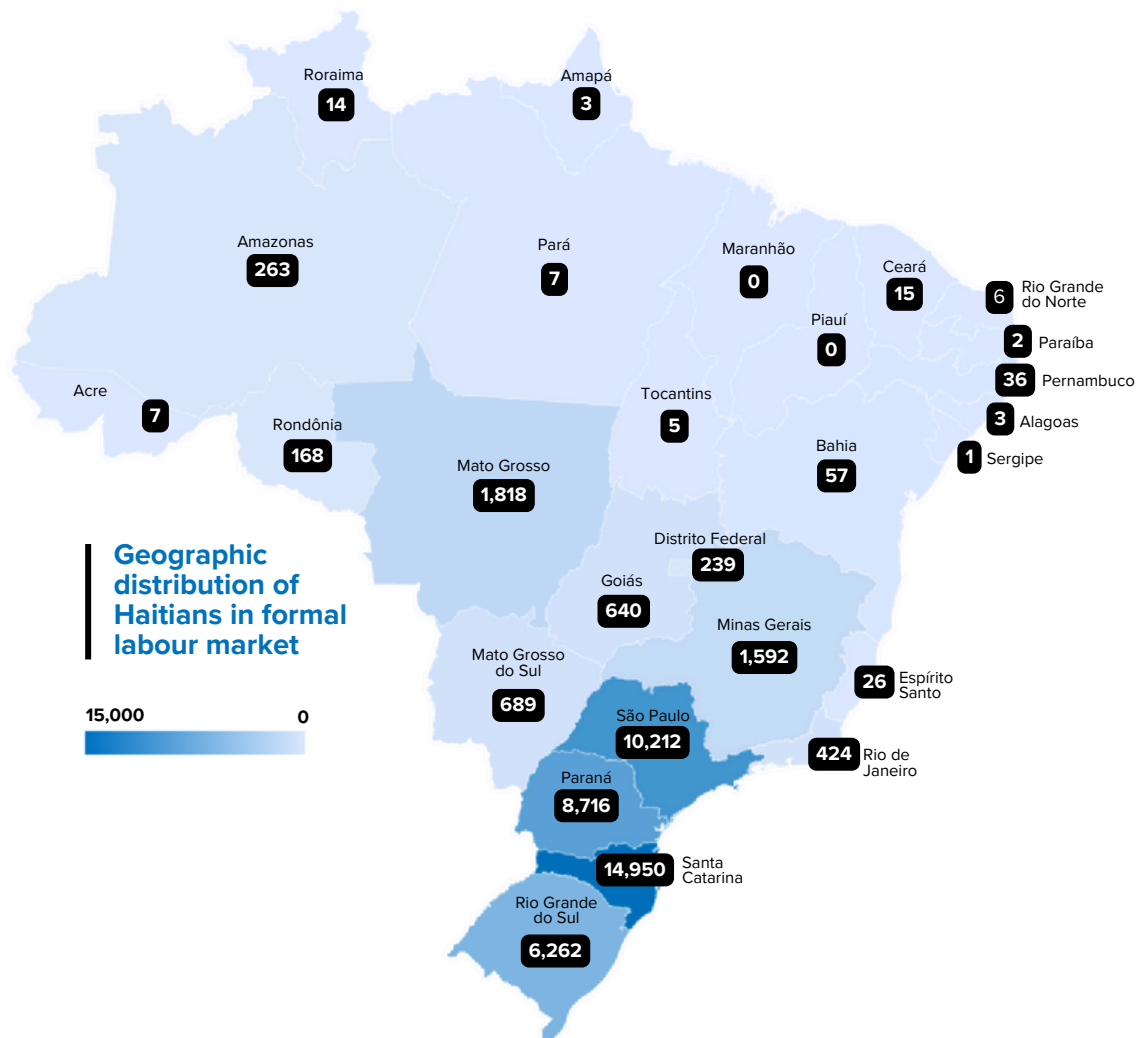 Roraima
14
Amapá
3
Amazonas
263
Pará
7
Maranhão
0
Ceará
15
Rio Grande
do Norte
6
Piauí
0
2
Paraíba
36
Pernambuco
3
Alagoas
1
Sergipe
Acre
7
Rondônia
168
Tocantins
5
Bahia
57
Mato Grosso
1,818
Distrito Federal
239
Goiás
640
Minas Gerais
1,592
Geographic
distribution of
Haitians in formal
labour market
15,000
0
Mato Grosso
do Sul
689
26
Espírito
Santo
São Paulo
10,212
424
Rio de
Janeiro
Paraná
8,716
14,950
Santa
Catarina
Rio Grande
do Sul
6,262